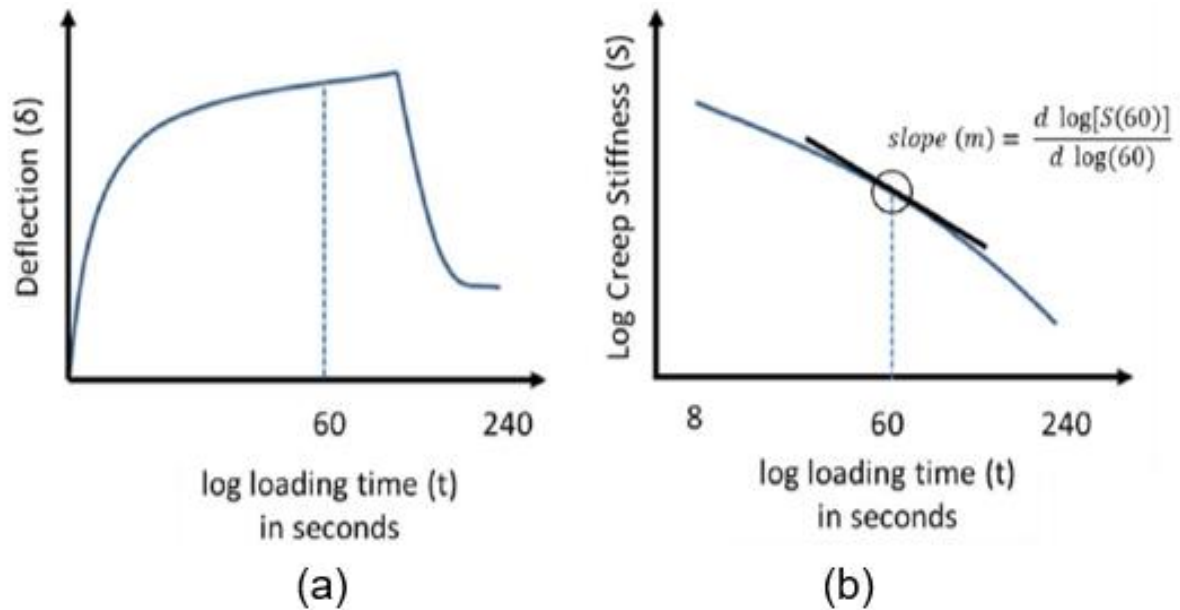 Deflection (δ)
60
240
log loading time (t)
in seconds
(a)
Log Creep Stiffness (S)
slope (m) = d log[S(60)] / d log(60)
8
60
240
log loading time (t)
in seconds
(b)